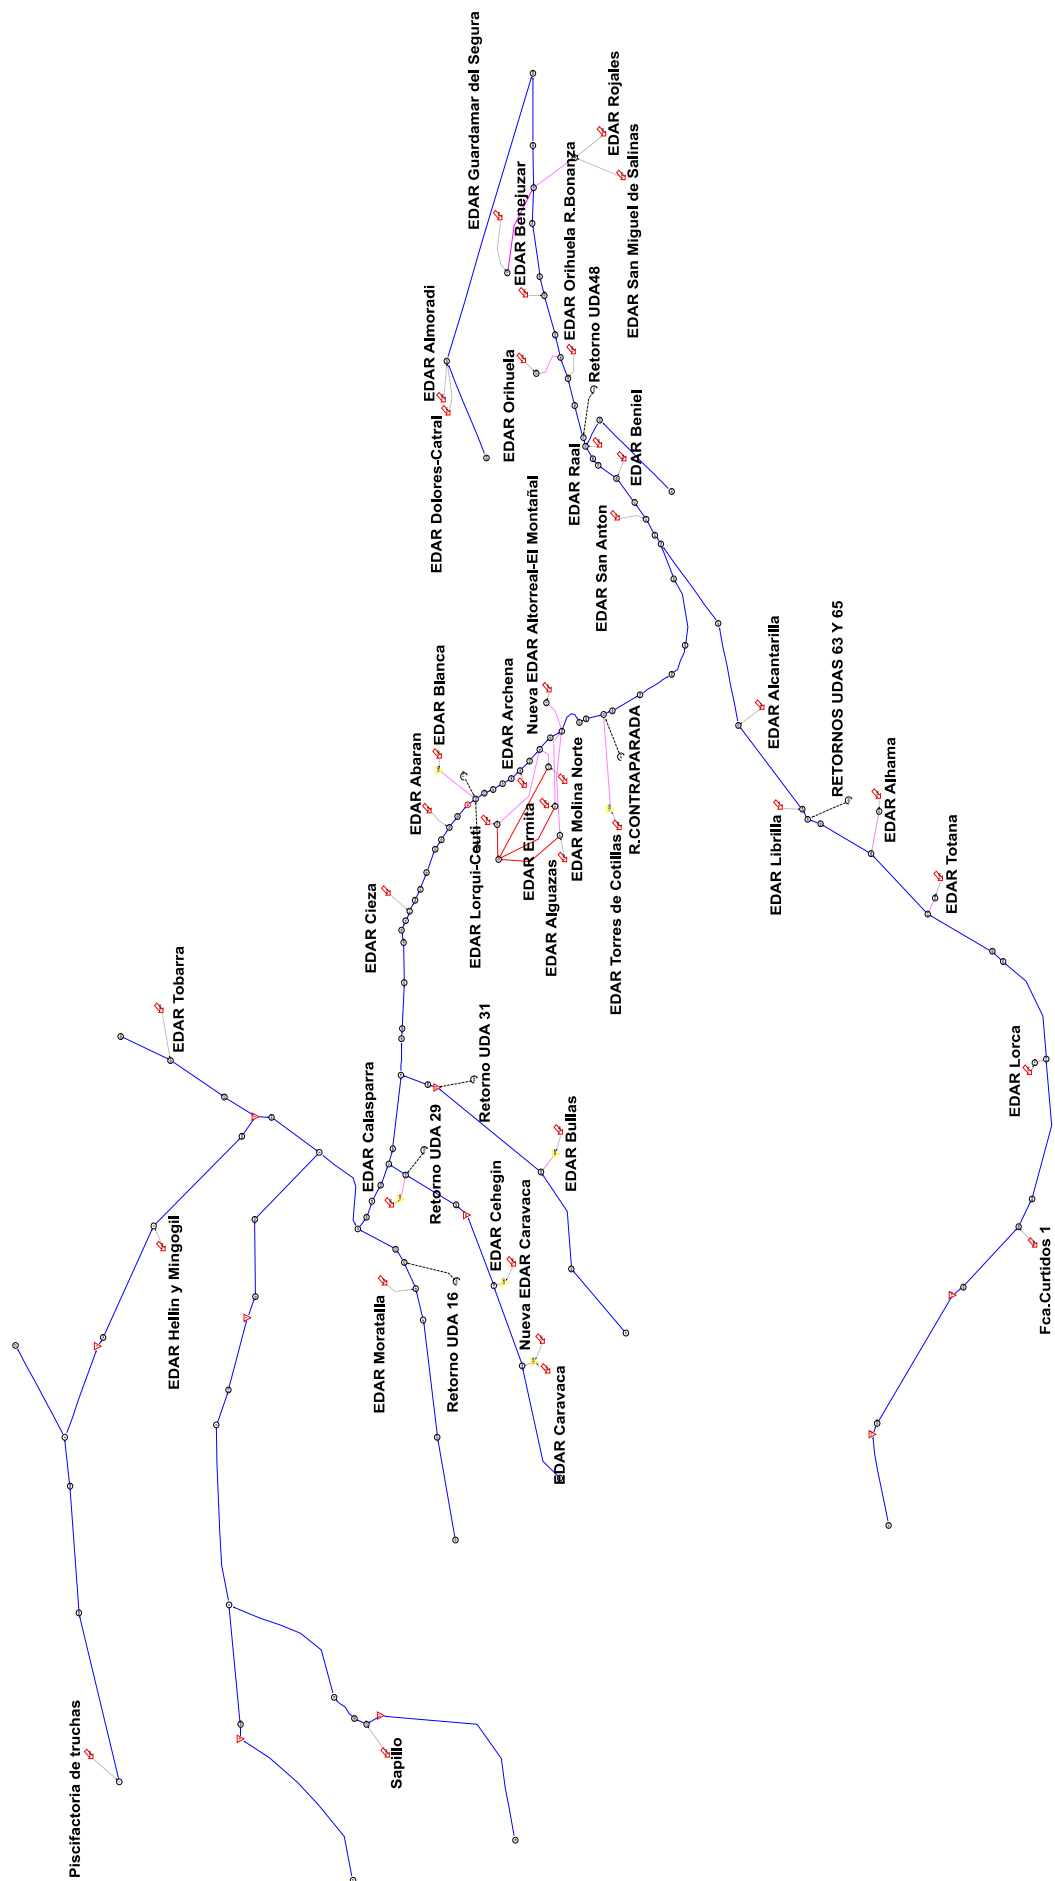 EDAR Guardamar del Segura
EDAR Rojales
EDAR San Miguel de Salinas
EDAR Benejuzar
EDAR Orihuela R.Bonanza
EDAR Almoradi
EDAR Dolores-Catral
EDAR Orihuela
Retorno UDA48
EDAR Raal
EDAR Beniel
EDAR San Anton
Nueva EDAR Altorreal-El Montañal
EDAR Blanca
EDAR Abaran
EDAR Archena
EDAR Cieza
EDAR Lorqui-Ceuti
EDAR Ermita
EDAR Alguazas
EDAR Molina Norte
EDAR Torres de Cotillas
R.CONTRAPARADA
EDAR Alcantarilla
RETORNOS UDAS 63 Y 65
EDAR Librilla
EDAR Alhama
EDAR Totana
EDAR Lorca
Fca.Curtidos 1
EDAR Tobarra
EDAR Calasparra
Retorno UDA 31
Retorno UDA 29
EDAR Bullas
EDAR Cehegin
Nueva EDAR Caravaca
EDAR Caravaca
EDAR Moratalla
Retorno UDA 16
EDAR Hellin y Mingogil
Piscifactoria de truchas
Sapillo